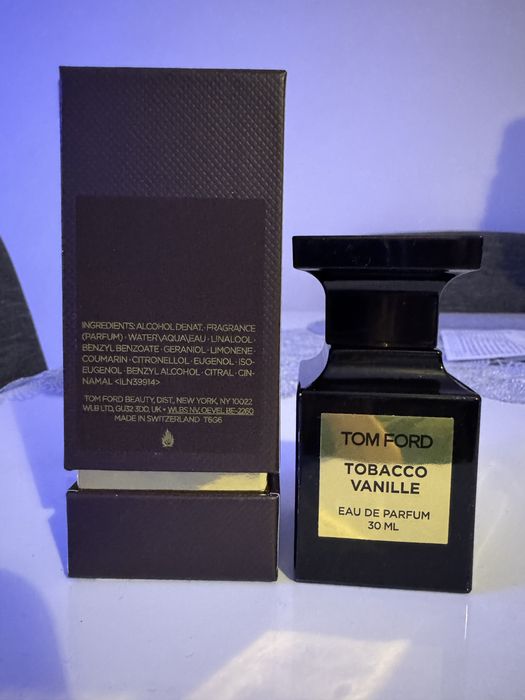 INGREDIENTS: ALCOHOL DENAT. · FRAGRANCE
(PARFUM) · WATER\AQUA\EAU · LINALOOL ·
BENZYL BENZOATE · GERANIOL · LIMONENE
COUMARIN · CITRONELLOL · EUGENOL · ISO-
EUGENOL · BENZYL ALCOHOL · CITRAL · CIN-
NAMAL <ILN39914>
TOM FORD BEAUTY, DIST. NEW YORK, NY 10022
WLB LTD, GU32 3DD, UK • WLBS NV. OEVEL BE-2260
MADE IN SWITZERLAND T6G6
TOM FORD
TOBACCO
VANILLE
EAU DE PARFUM
30 ML